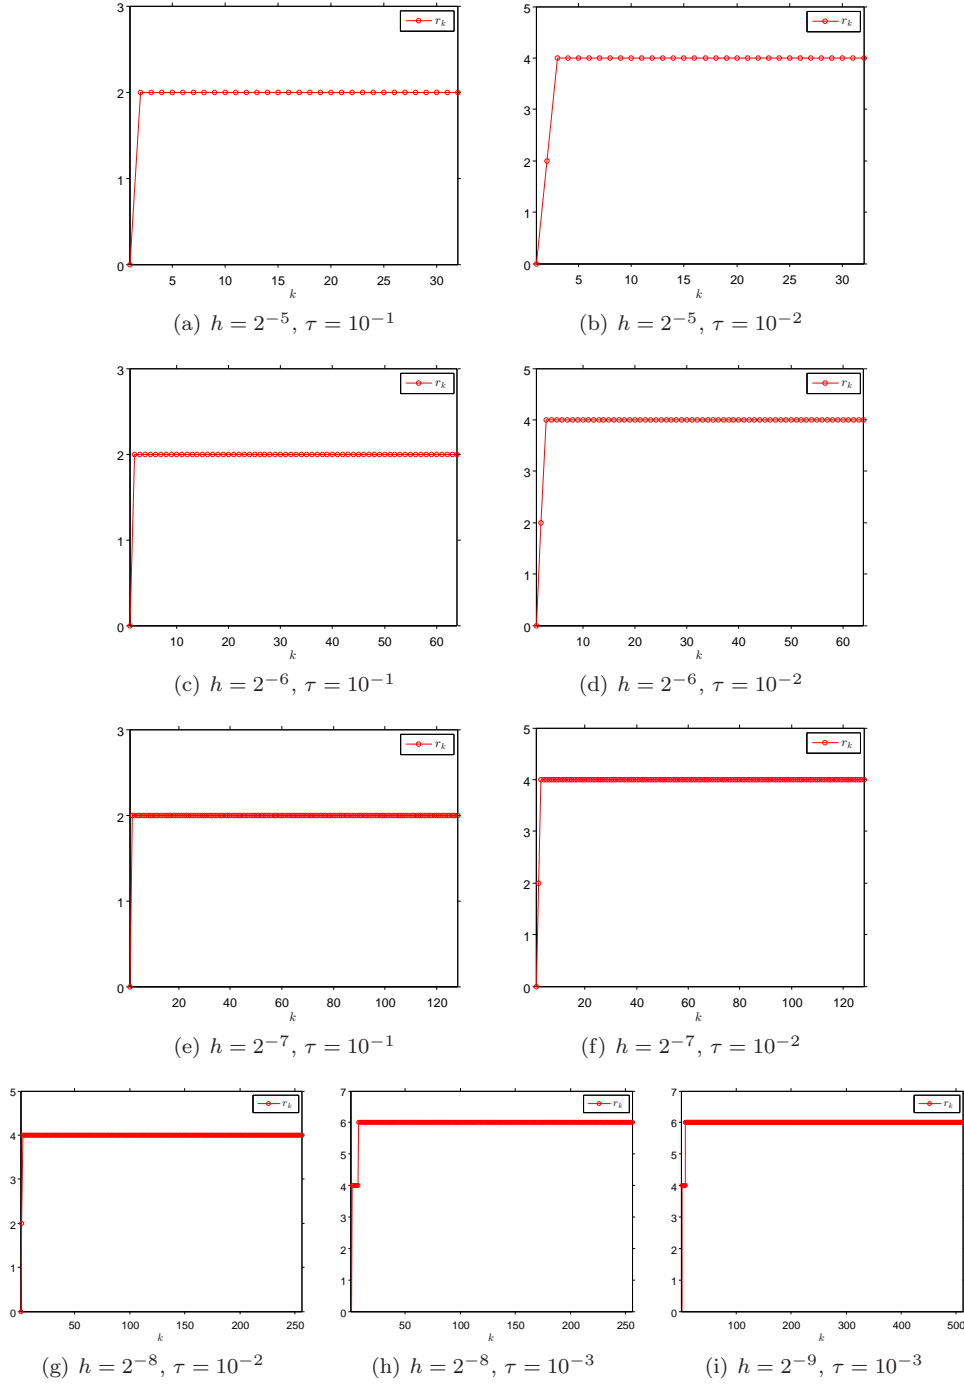 3
2
1
0
r_k
5 10 15 20 25 30
k
(a) h = 2^{-5}, τ = 10^{-1}
5
4
3
2
1
0
r_k
5 10 15 20 25 30
k
(b) h = 2^{-5}, τ = 10^{-2}
3
2
1
0
r_k
10 20 30 40 50 60
k
(c) h = 2^{-6}, τ = 10^{-1}
5
4
3
2
1
0
r_k
10 20 30 40 50 60
k
(d) h = 2^{-6}, τ = 10^{-2}
3
2
1
0
r_k
20 40 60 80 100 120
k
(e) h = 2^{-7}, τ = 10^{-1}
5
4
3
2
1
0
r_k
20 40 60 80 100 120
k
(f) h = 2^{-7}, τ = 10^{-2}
5
4
3
2
1
0
r_k
50 100 150 200 250
k
(g) h = 2^{-8}, τ = 10^{-2}
7
6
5
4
3
2
1
0
r_k
50 100 150 200 250
k
(h) h = 2^{-8}, τ = 10^{-3}
7
6
5
4
3
2
1
0
r_k
100 200 300 400 500
k
(i) h = 2^{-9}, τ = 10^{-3}